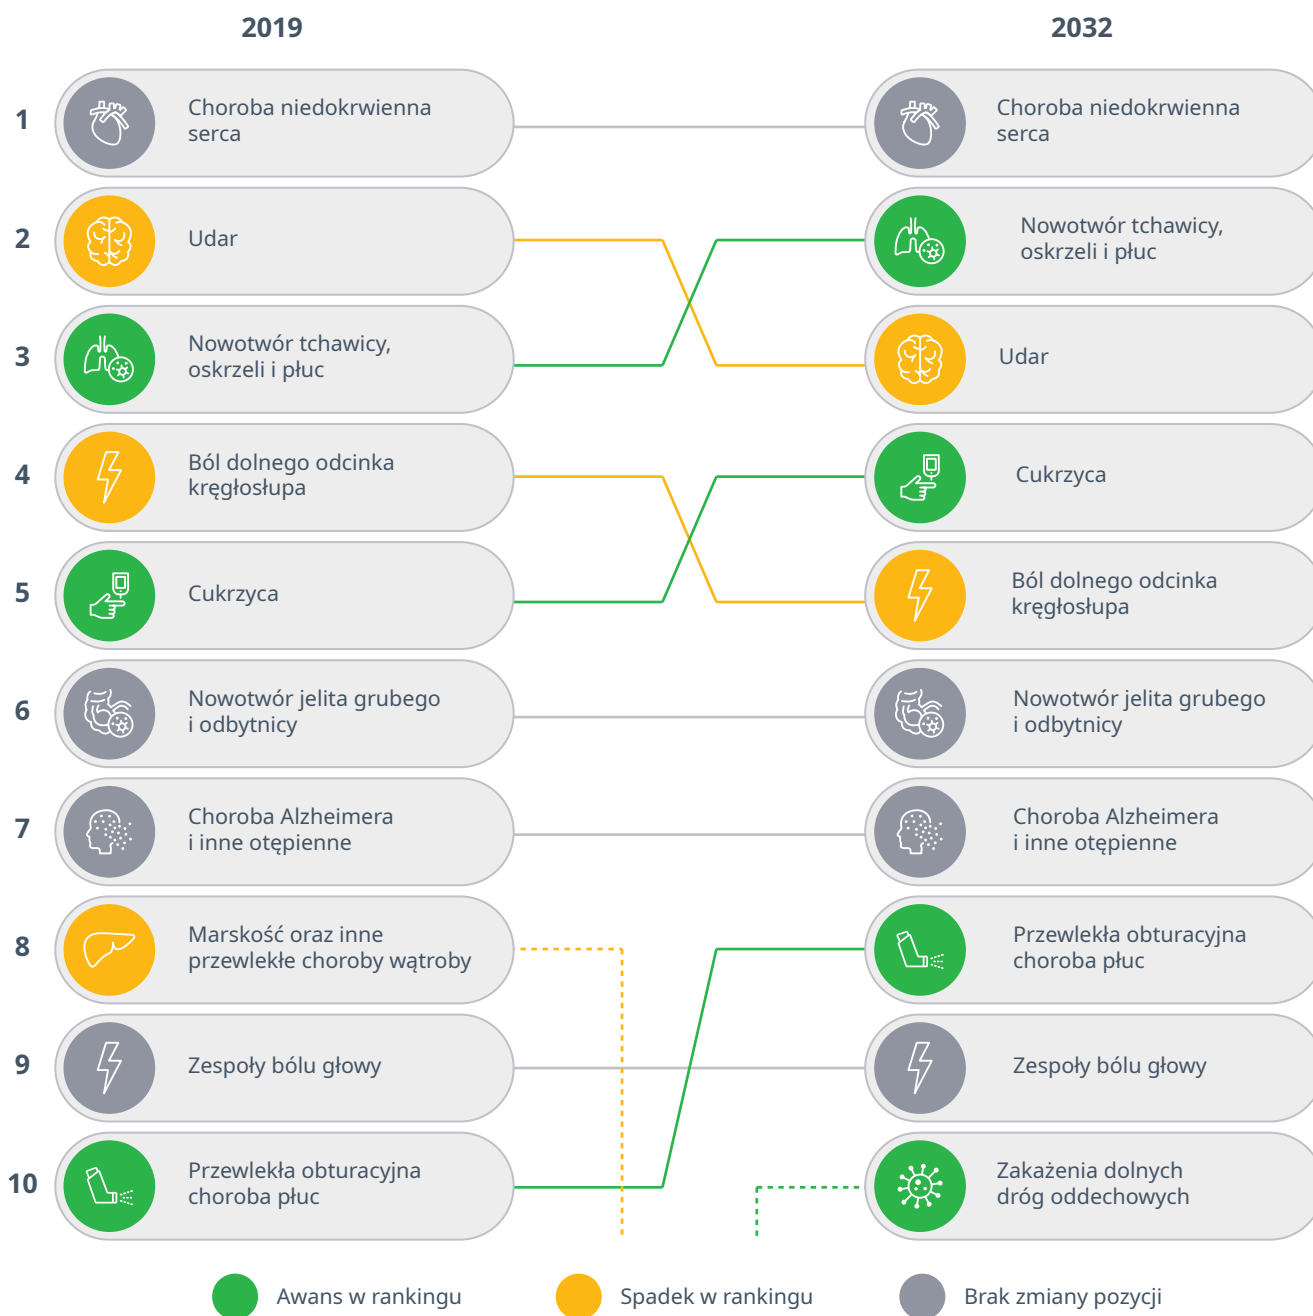 2019
2032
1
Choroba niedokrwienna
serca
Choroba niedokrwienna
serca
2
Udar
Nowotwór tchawicy,
oskrzeli i płuc
3
Nowotwór tchawicy,
oskrzeli i płuc
Udar
4
Ból dolnego odcinka
kręgłosłupa
Cukrzyca
5
Cukrzyca
Ból dolnego odcinka
kręgłosłupa
6
Nowotwór jelita grubego
i odbytnicy
Nowotwór jelita grubego
i odbytnicy
7
Choroba Alzheimera
i inne otępienne
Choroba Alzheimera
i inne otępienne
8
Marskość oraz inne
przewlekłe choroby wątroby
Przewlekła obturacyjna
choroba płuc
9
Zespoły bólu głowy
Zespoły bólu głowy
10
Przewlekła obturacyjna
choroba płuc
Zakażenia dolnych
dróg oddechowych
Awans w rankingu
Spadek w rankingu
Brak zmiany pozycji